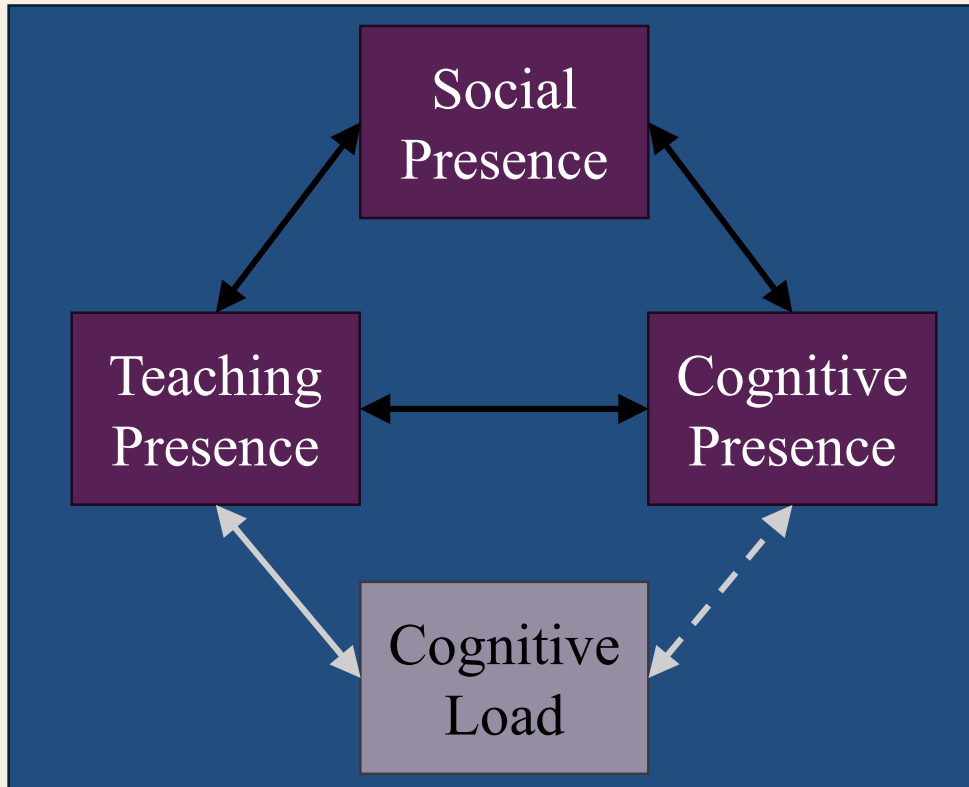 Social
Presence
Teaching
Presence
Cognitive
Presence
Cognitive
Load